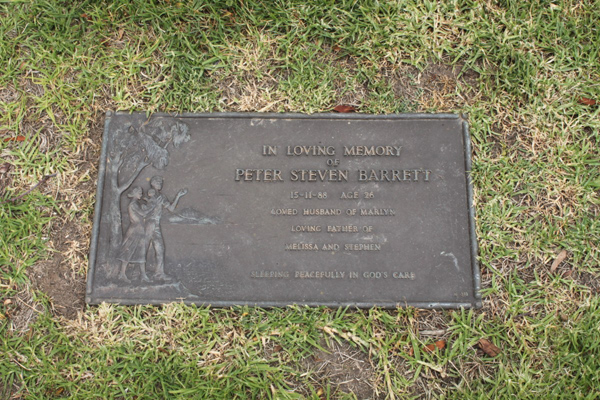 IN LOVING MEMORY
OF
PETER STEVEN BARRETT
15-11-88 AGE 26
LOVED HUSBAND OF MARLYN
LOVING FATHER OF
MELISSA AND STEPHEN
SLEEPING PEACEFULLY IN GOD'S CARE